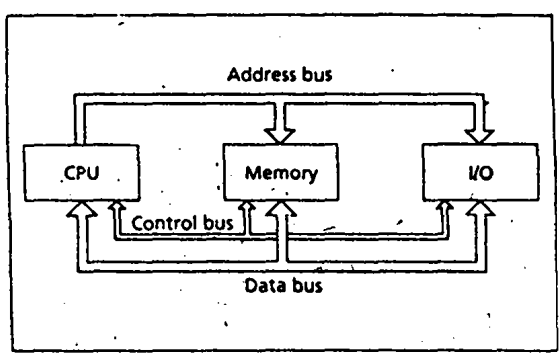 Address bus
CPU
Memory
I/O
Control bus
Data bus